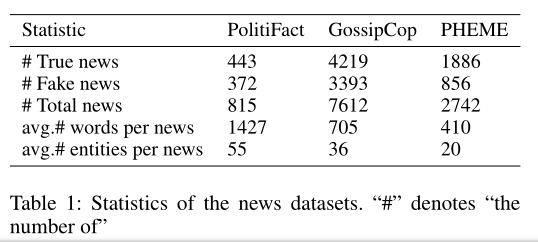 Statistic PolitiFact GossipCop PHEME
# True news 443 4219 1886
# Fake news 372 3393 856
# Total news 815 7612 2742
avg.# words per news 1427 705 410
avg.# entities per news 55 36 20
Table 1: Statistics of the news datasets. “#” denotes “the
number of”